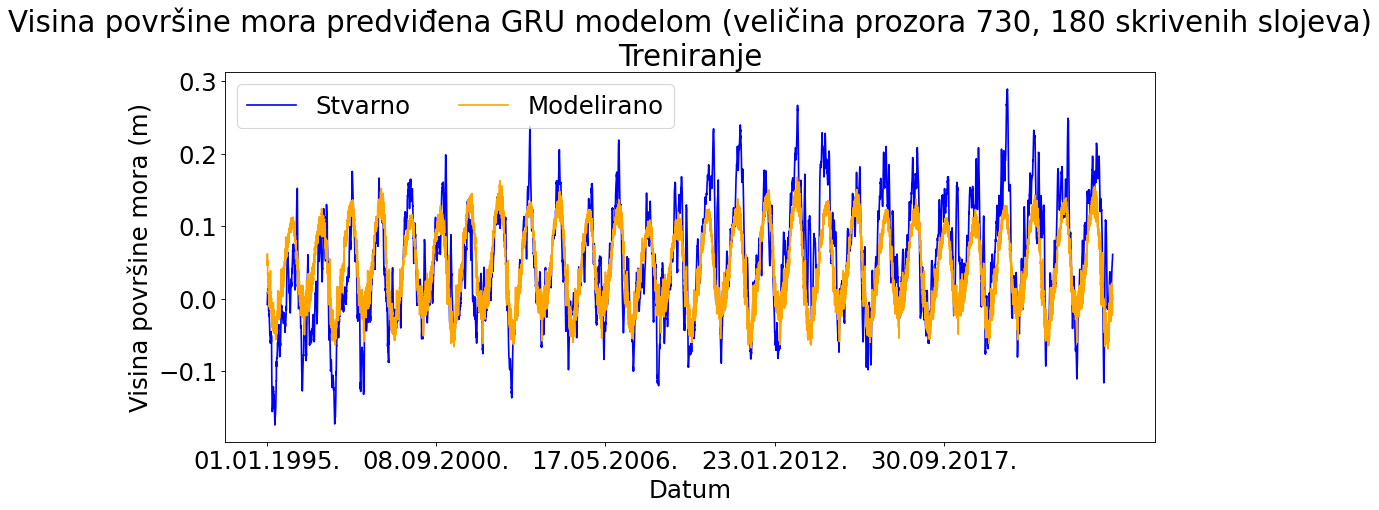 Visina površine mora predviđena GRU modelom (veličina prozora 730, 180 skrivenih slojeva)
Treniranje
Stvarno
Modelirano
Visina površine mora (m)
0.3
0.2
0.1
0.0
−0.1
01.01.1995.
08.09.2000.
17.05.2006.
23.01.2012.
30.09.2017.
Datum